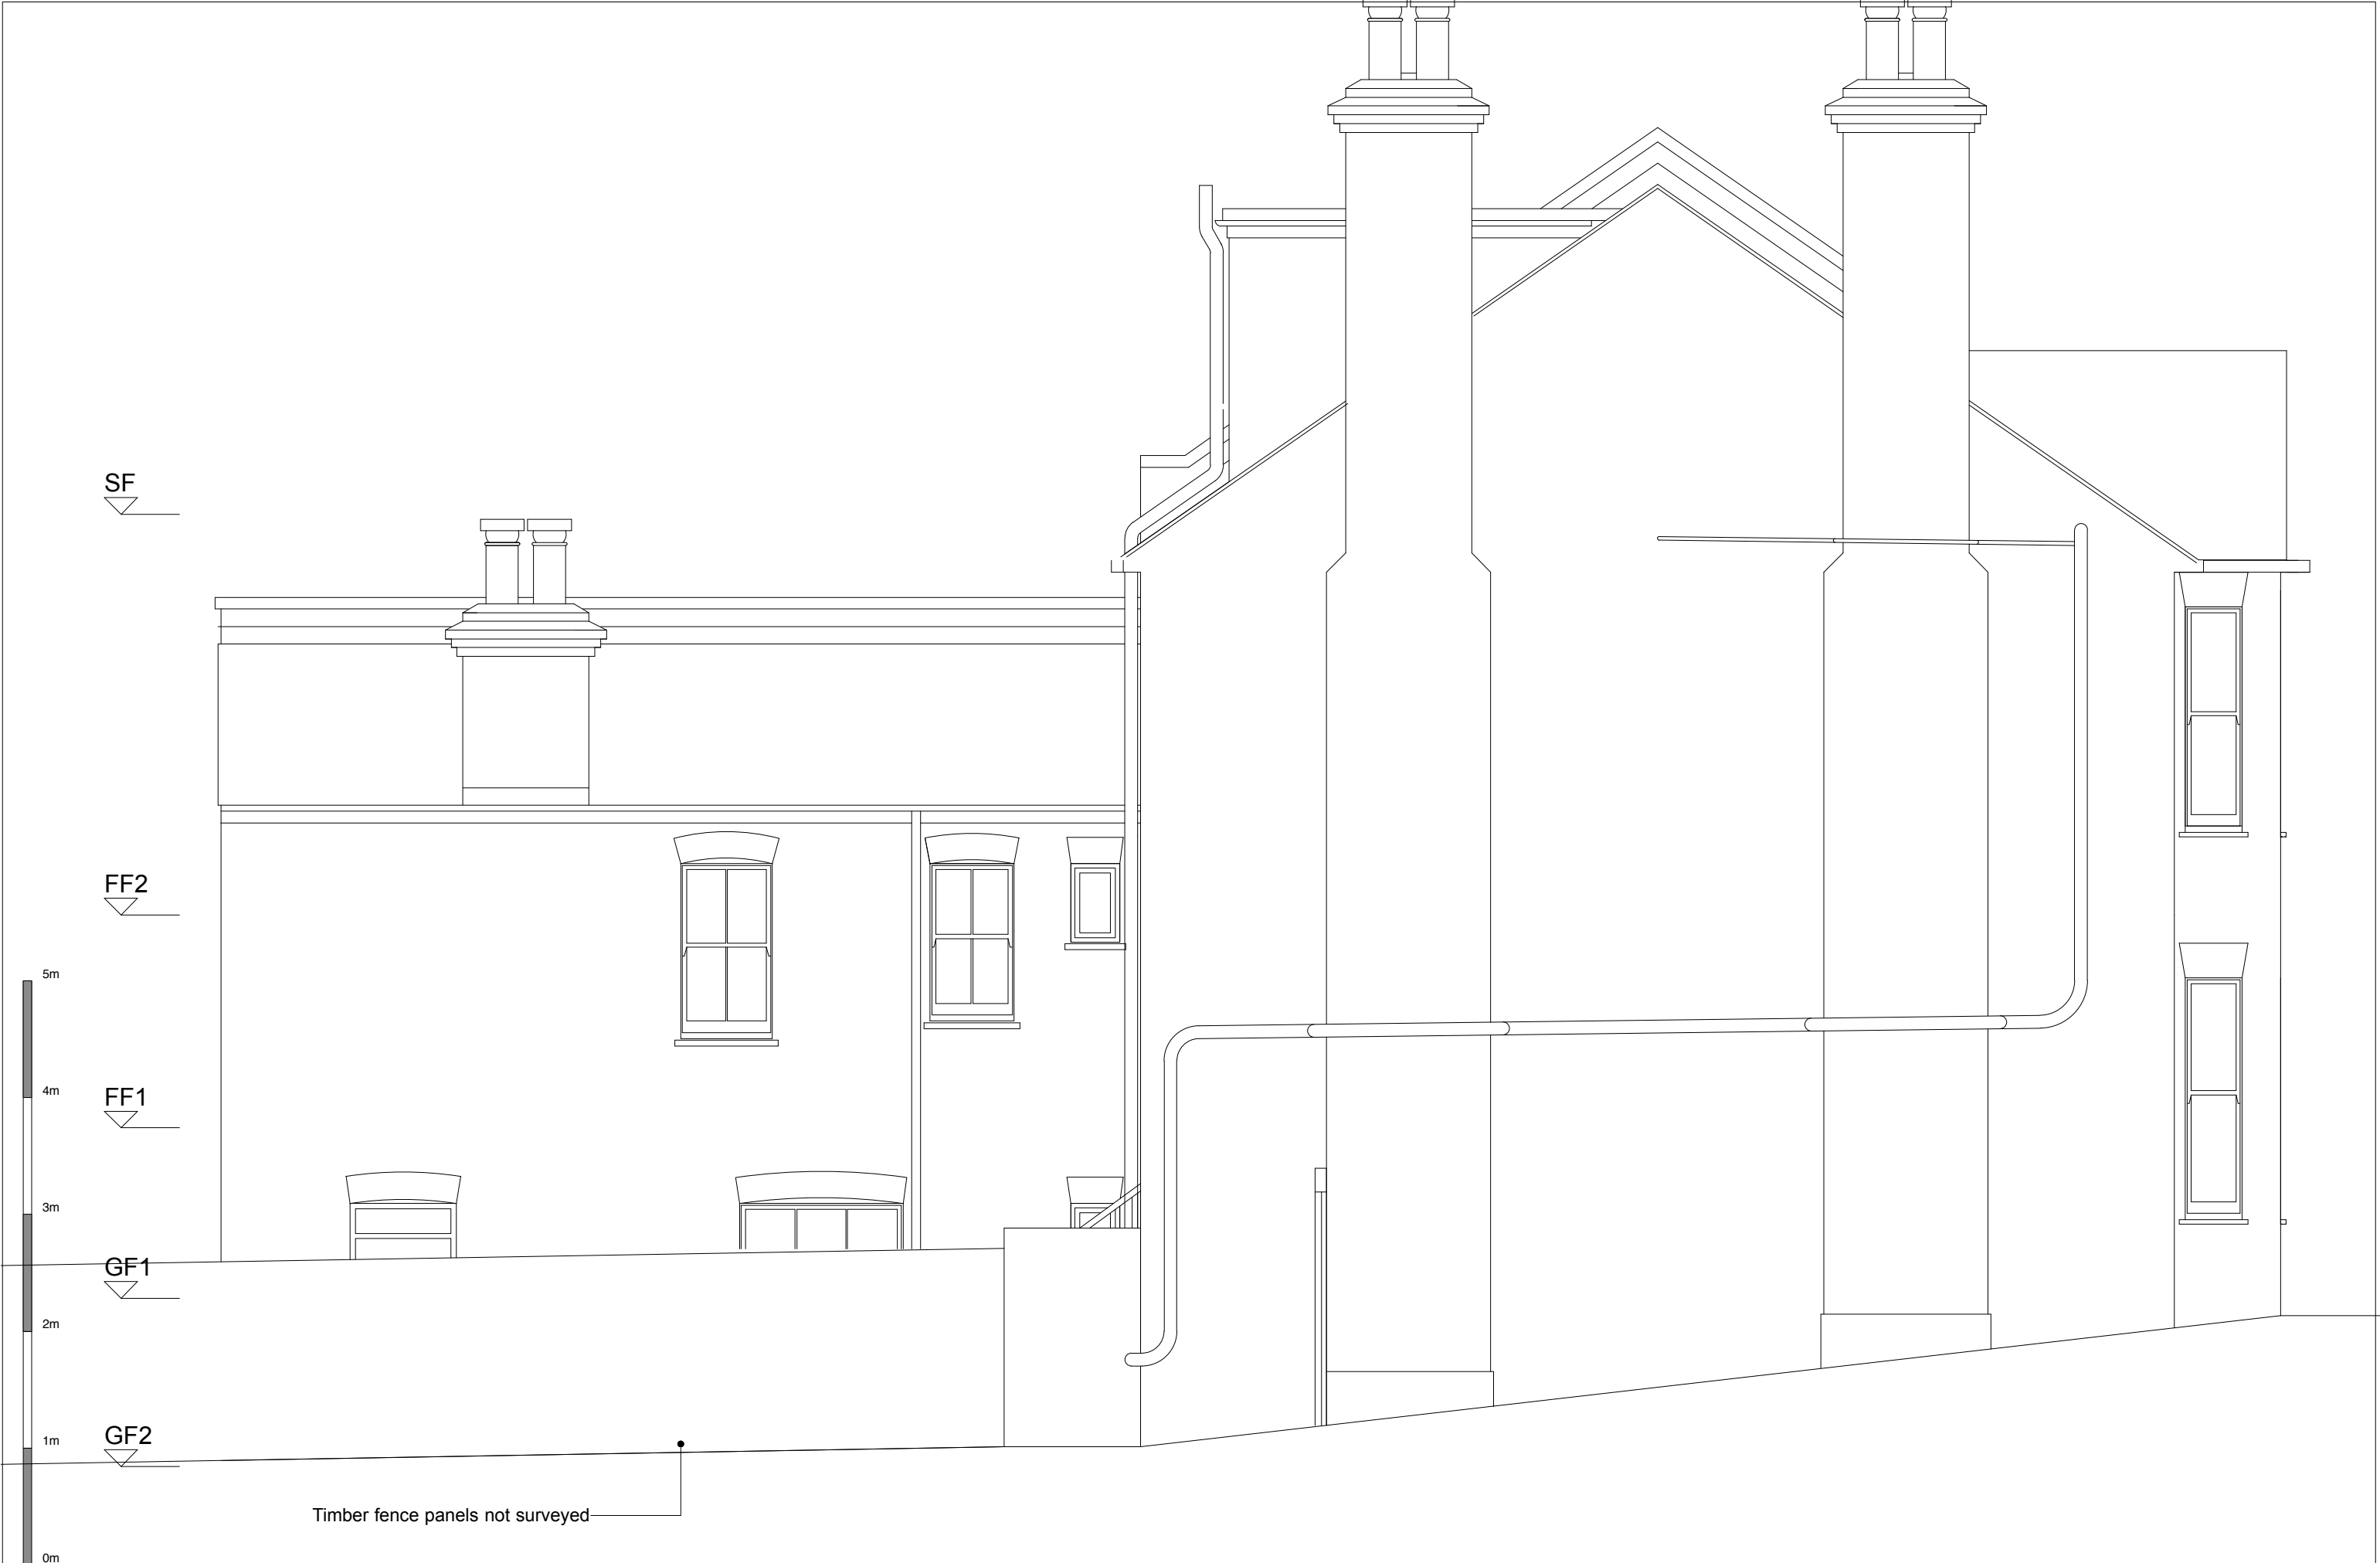 SF
FF2
5m
4m
FF1
3m
GF1
2m
1m
GF2
Timber fence panels not surveyed
0m